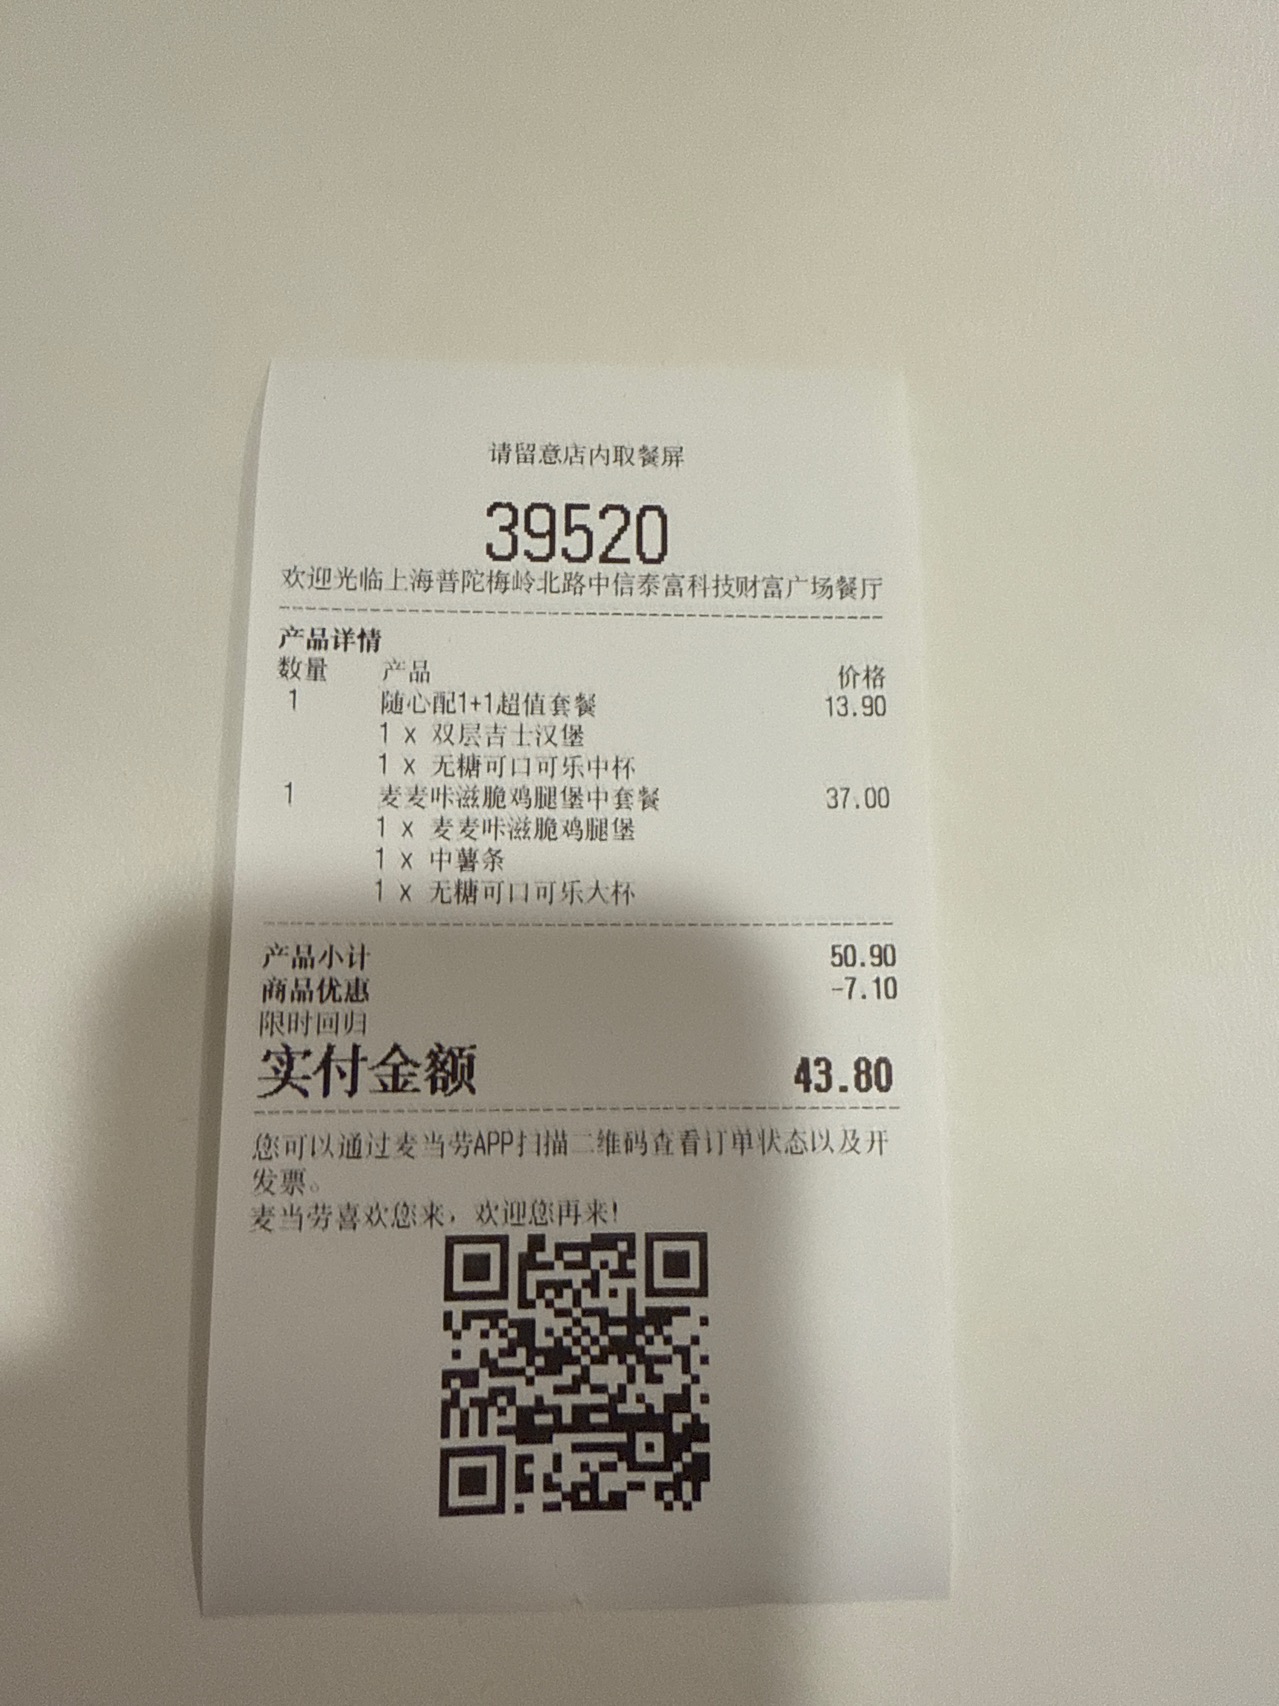 请留意店内取餐屏
39520
欢迎光临上海普陀梅岭北路中信泰富科技财富广场餐厅
产品详情
数量 产品 价格
1 随心配1+1超值套餐 13.90
1 x 双层吉士汉堡
1 x 无糖可口可乐中杯
1 麦麦咔滋脆鸡腿堡中套餐 37.00
1 x 麦麦咔滋脆鸡腿堡
1 x 中薯条
1 x 无糖可口可乐大杯
产品小计 50.90
商品优惠 -7.10
限时回归
实付金额 43.80
您可以通过麦当劳APP扫描二维码查看订单状态以及开
发票。
麦当劳喜欢您来，欢迎您再来!